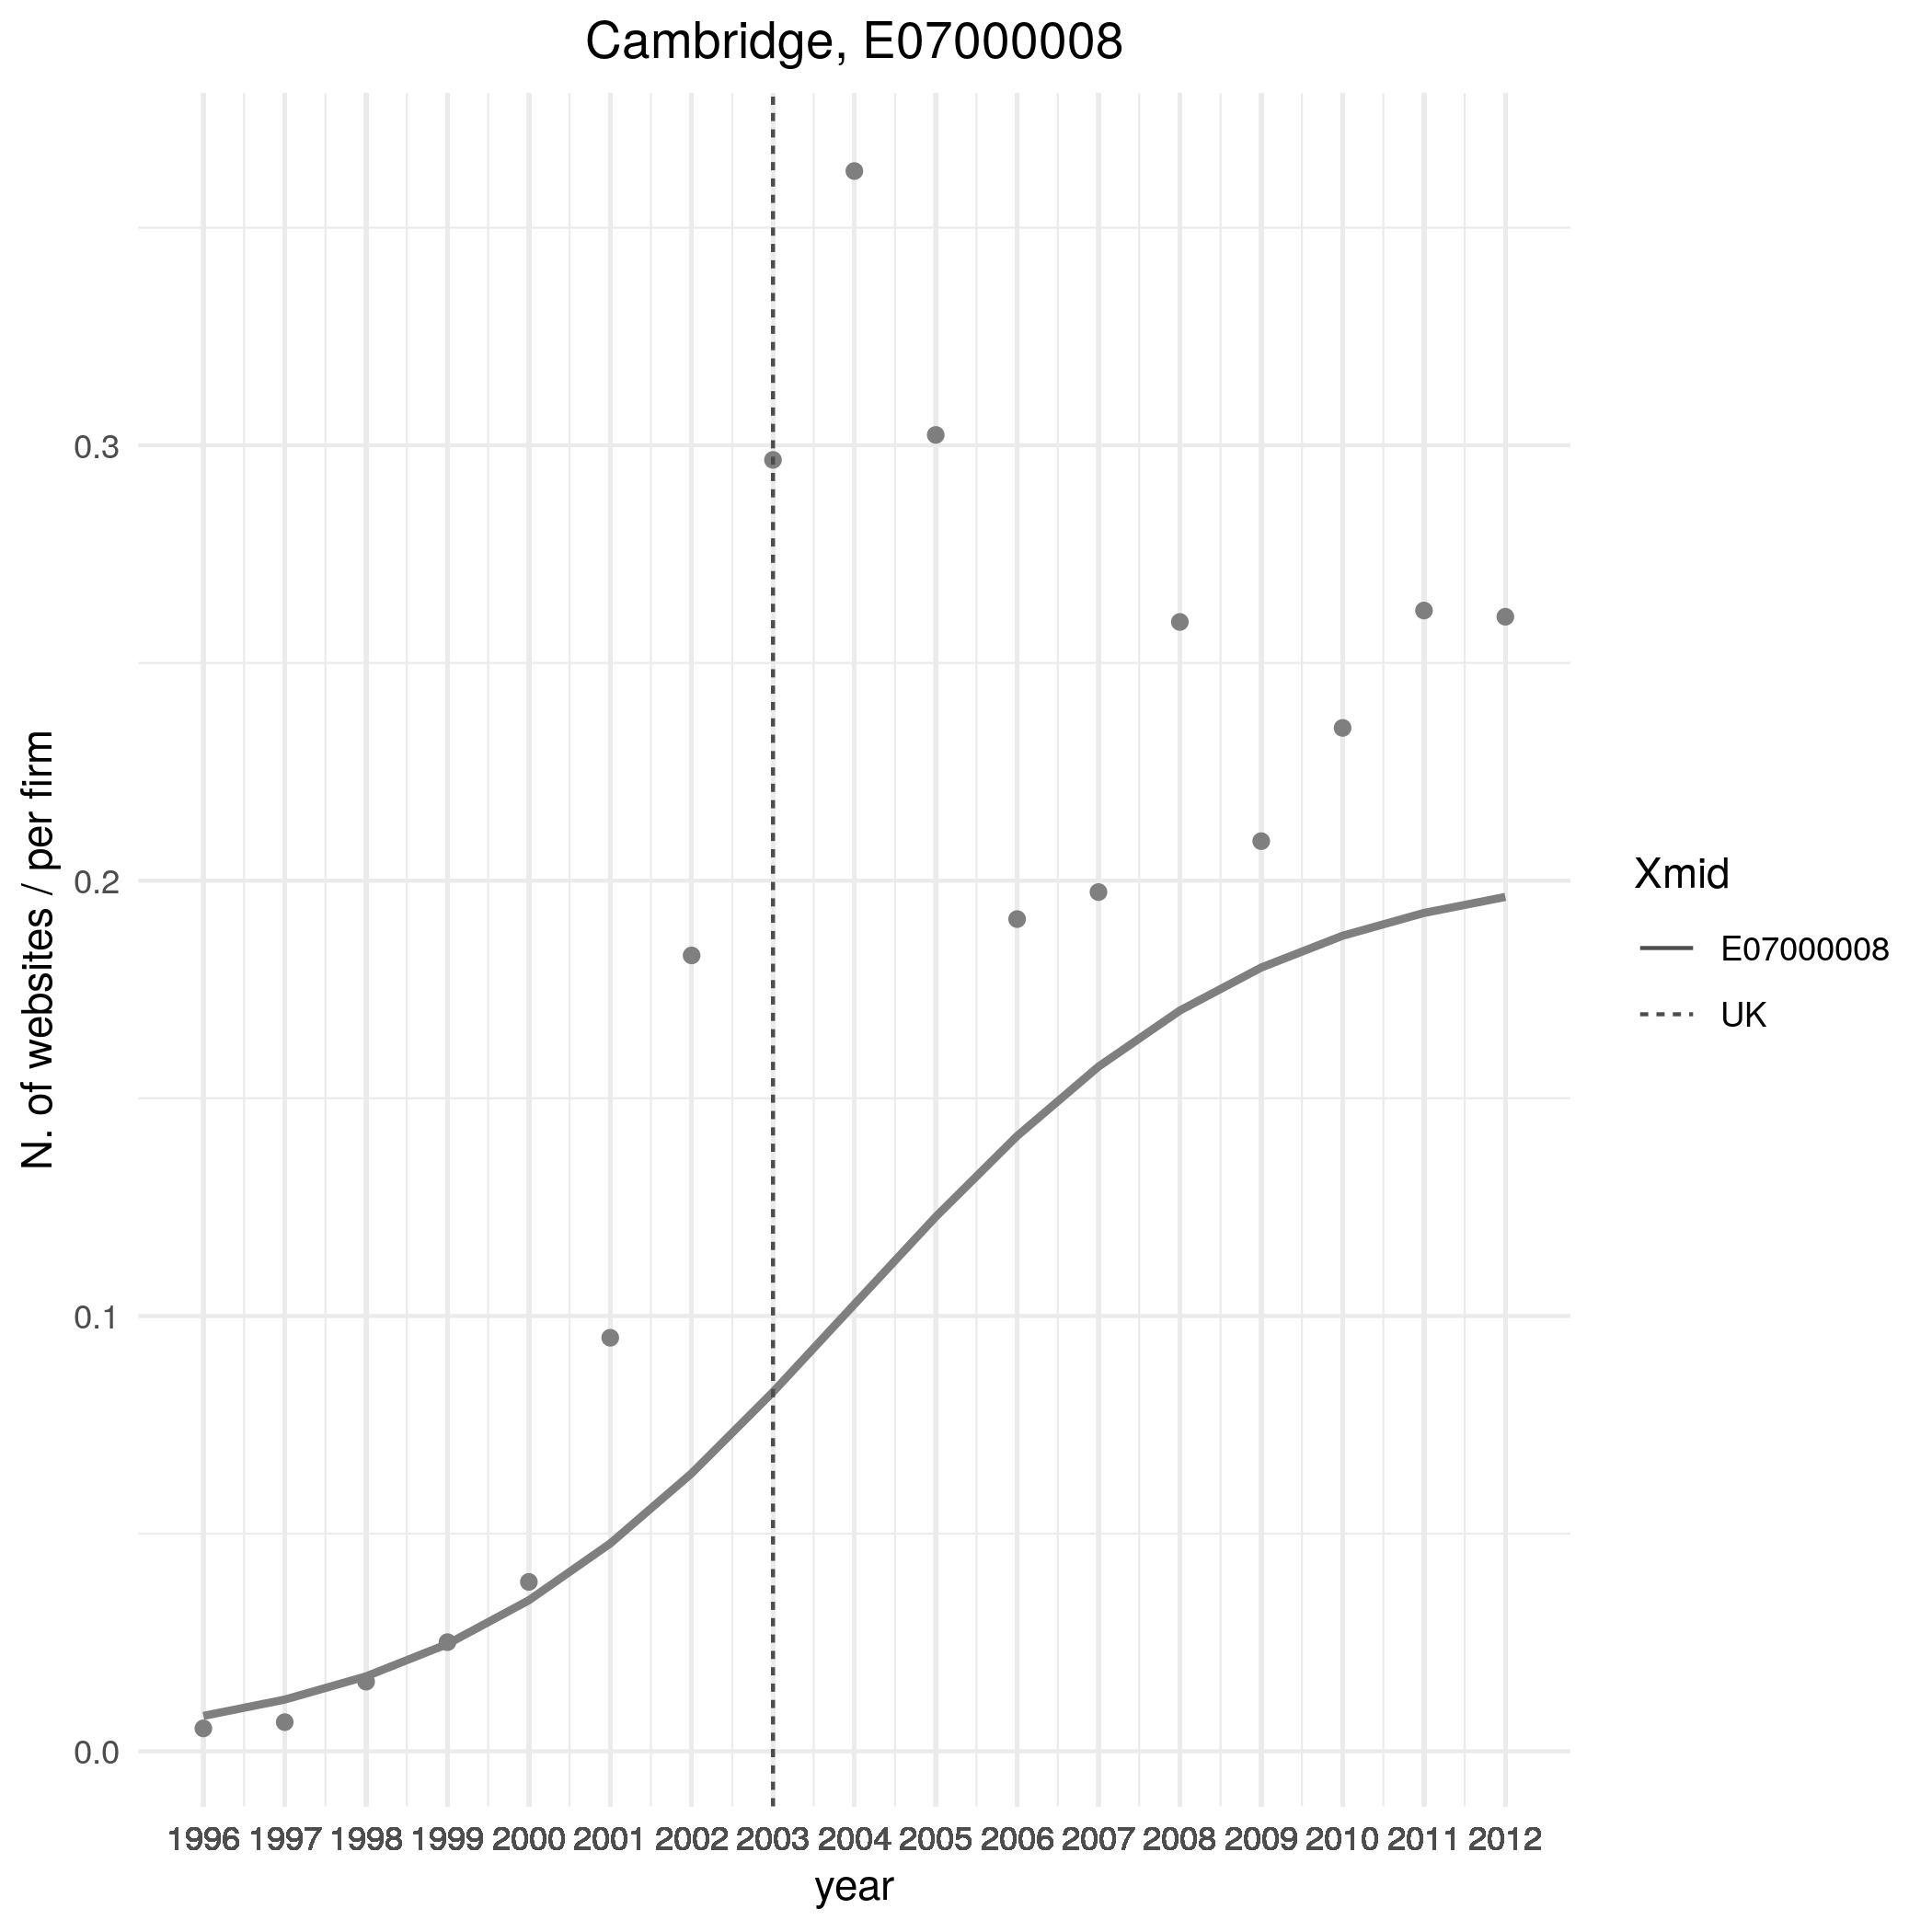 Cambridge, E07000008
N. of websites / per firm
0.3
0.2
0.1
0.0
1996 1997 1998 1999 2000 2001 2002 2003 2004 2005 2006 2007 2008 2009 2010 2011 2012
year
Xmid
E07000008
UK